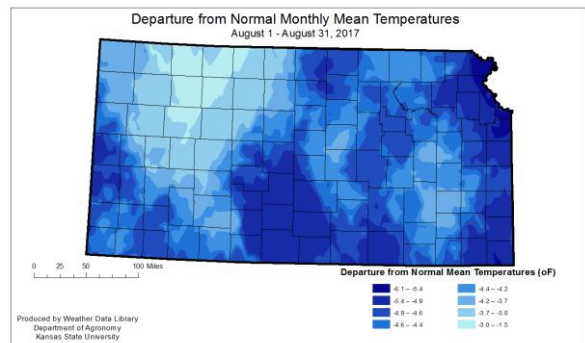 Departure from Normal Monthly Mean Temperatures
August 1 - August 31, 2017
0 25 50 100 Miles
Departure from Normal Mean Temperatures (oF)
-6.1 – -5.4
-5.4 – -4.9
-4.9 – -4.6
-4.6 – -4.4
-4.4 – -4.2
-4.2 – -3.7
-3.7 – -3.0
-3.0 – -1.5
Produced by Weather Data Library
Department of Agronomy
Kansas State University